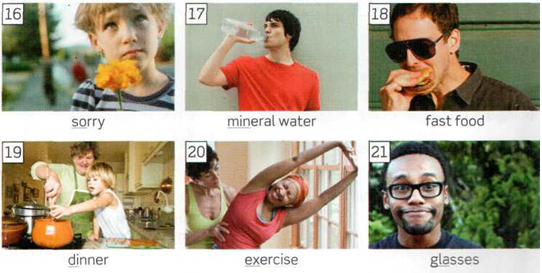 16 17 18
sorry mineral water fast food
19 20 21
dinner exercise glasses